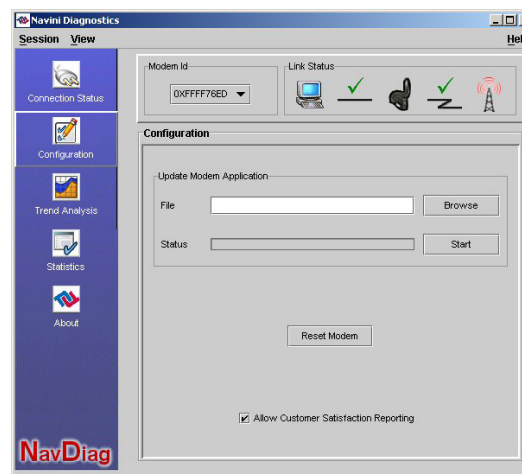 Navini Diagnostics
Session View Hel
Modem Id
Link Status
0XFFFF76ED
Connection Status
Configuration
Trend Analysis
Statistics
About
NavDiag
Configuration
Update Modem Application
File
Browse
Status
Start
Reset Modem
Allow Customer Satisfaction Reporting